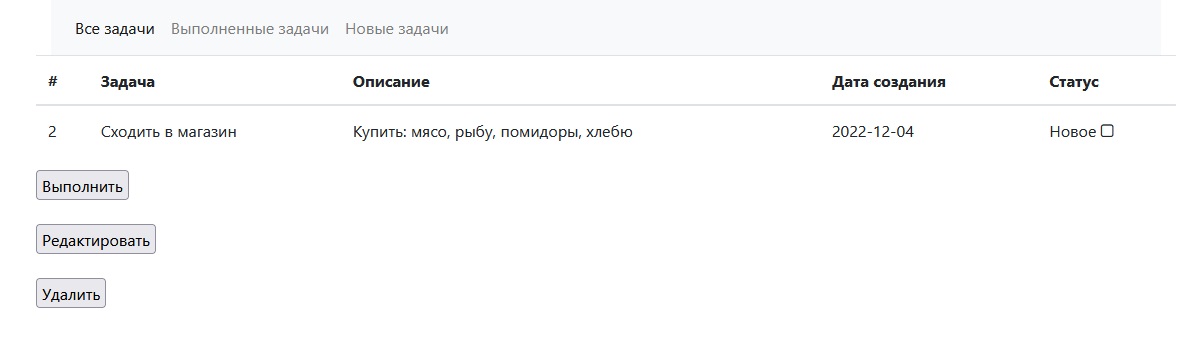 Все задачи Выполненные задачи Новые задачи
# Задача Описание Дата создания Статус
2 Сходить в магазин Купить: мясо, рыбу, помидоры, хлебю 2022-12-04 Новое
Выполнить
Редактировать
Удалить